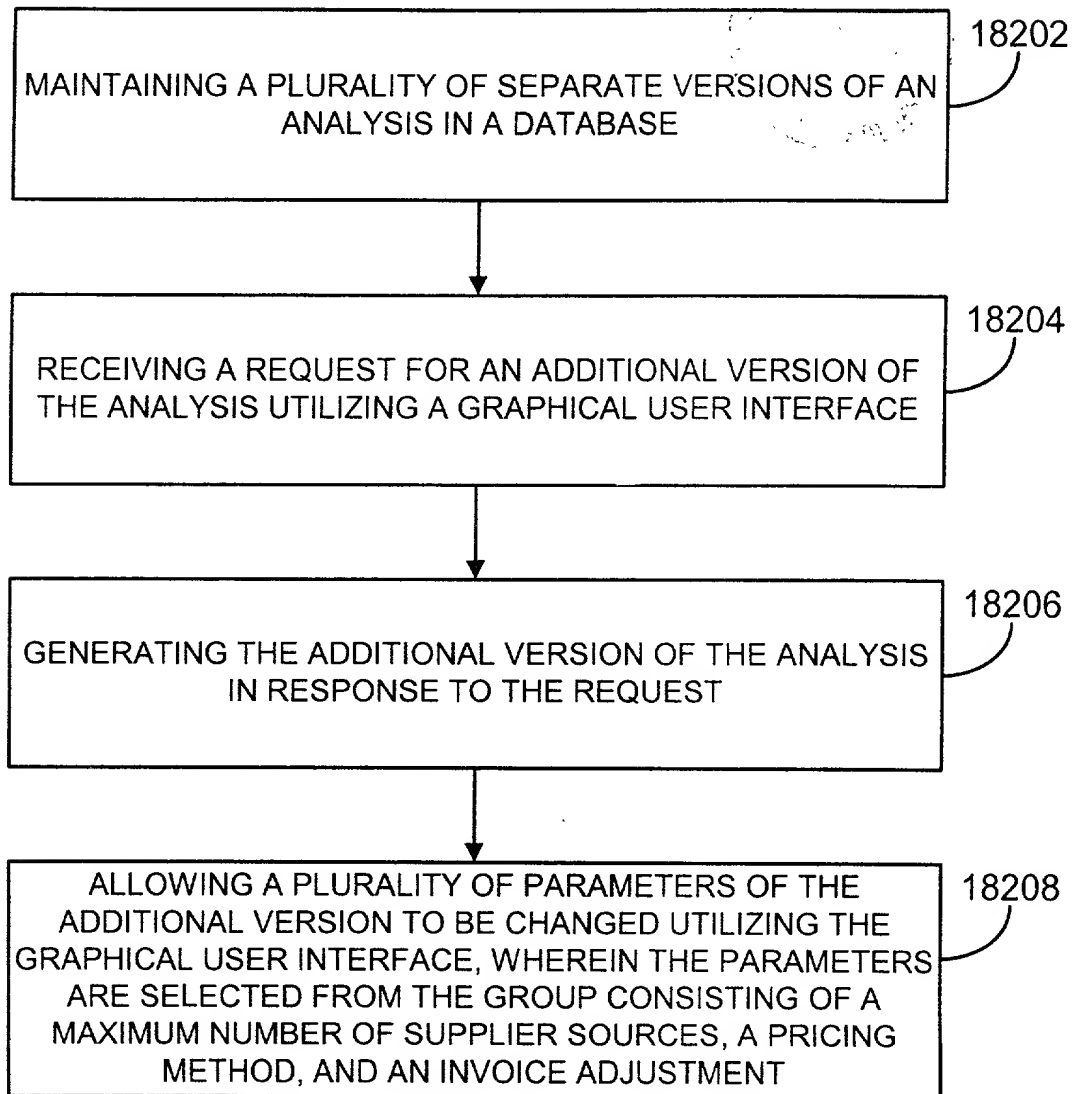 18202
MAINTAINING A PLURALITY OF SEPARATE VERSIONS OF AN
ANALYSIS IN A DATABASE
18204
RECEIVING A REQUEST FOR AN ADDITIONAL VERSION OF
THE ANALYSIS UTILIZING A GRAPHICAL USER INTERFACE
18206
GENERATING THE ADDITIONAL VERSION OF THE ANALYSIS
IN RESPONSE TO THE REQUEST
18208
ALLOWING A PLURALITY OF PARAMETERS OF THE
ADDITIONAL VERSION TO BE CHANGED UTILIZING THE
GRAPHICAL USER INTERFACE, WHEREIN THE PARAMETERS
ARE SELECTED FROM THE GROUP CONSISTING OF A
MAXIMUM NUMBER OF SUPPLIER SOURCES, A PRICING
METHOD, AND AN INVOICE ADJUSTMENT